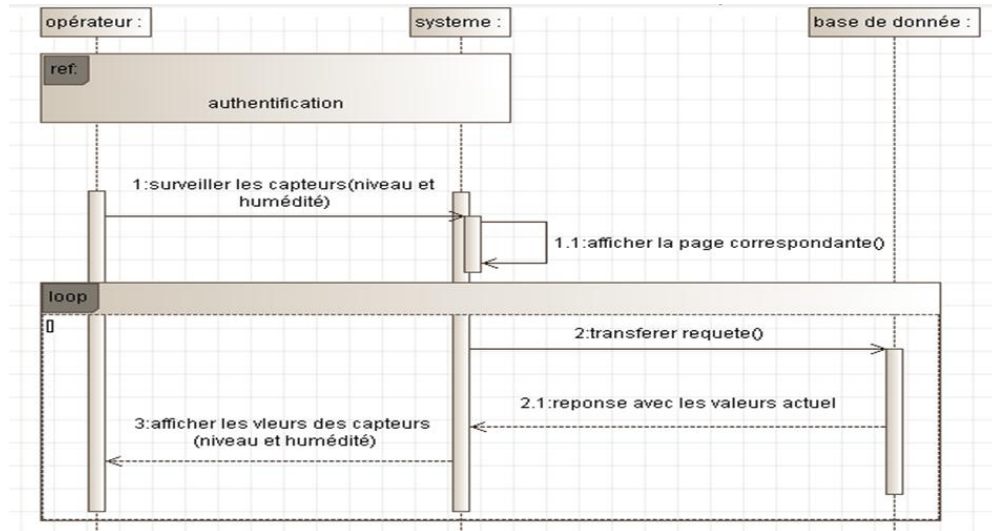 opérateur :
systeme :
base de donnée :
ref:
authentification
1:surveiller les capteurs(niveau et
humédité)
1.1:afficher la page correspondante()
loop
[]
2:transferer requete()
2.1:reponse avec les valeurs actuel
3:afficher les vleurs des capteurs
(niveau et humédité)